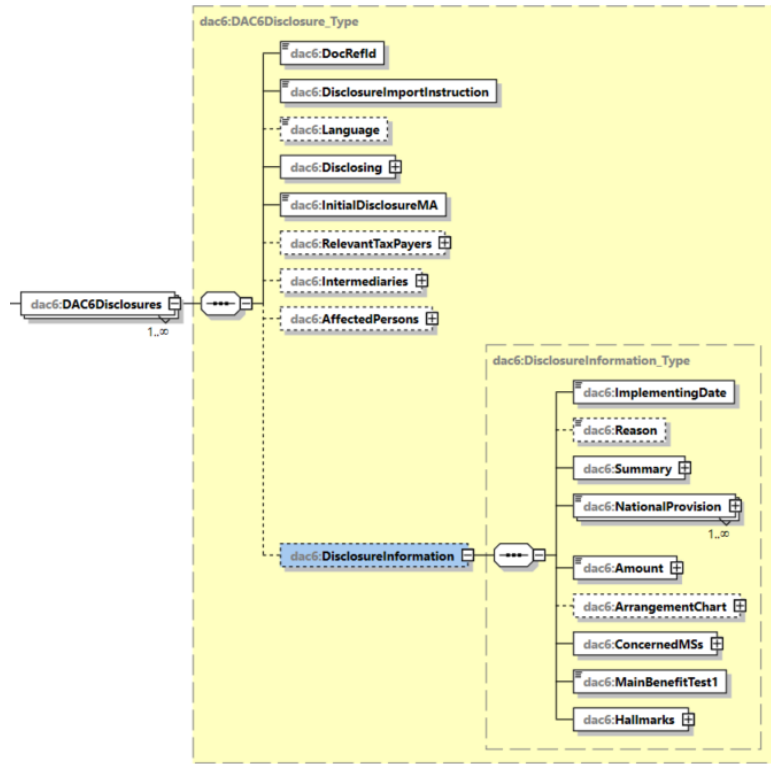 dac6:DAC6Disclosure_Type
dac6:DocRefId
dac6:DisclosureImportInstruction
dac6:Language
dac6:Disclosing
dac6:InitialDisclosureMA
dac6:RelevantTaxPayers
dac6:Intermediaries
dac6:DAC6Disclosures
1..∞
dac6:AffectedPersons
dac6:DisclosureInformation_Type
dac6:ImplementingDate
dac6:Reason
dac6:Summary
dac6:NationalProvision
1..∞
dac6:DisclosureInformation
dac6:Amount
dac6:ArrangementChart
dac6:ConcernedMSs
dac6:MainBenefitTest1
dac6:Hallmarks